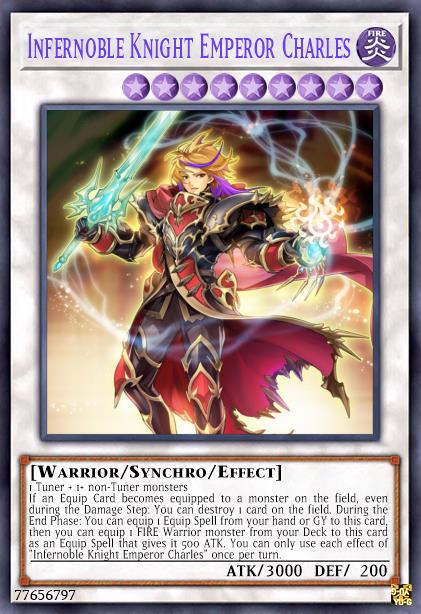 INFERNOBLE KNIGHT EMPEROR CHARLES
FIRE
炎
[WARRIOR/SYNCHRO/EFFECT]
1 Tuner + 1+ non-Tuner monsters
If an Equip Card becomes equipped to a monster on the field, even
during the Damage Step: You can destroy 1 card on the field. During the
End Phase: You can equip 1 Equip Spell from your hand or GY to this card,
then you can equip 1 FIRE Warrior monster from your Deck to this card
as an Equip Spell that gives it 500 ATK. You can only use each effect of
"Infernoble Knight Emperor Charles" once per turn.
ATK/3000 DEF/ 200
77656797